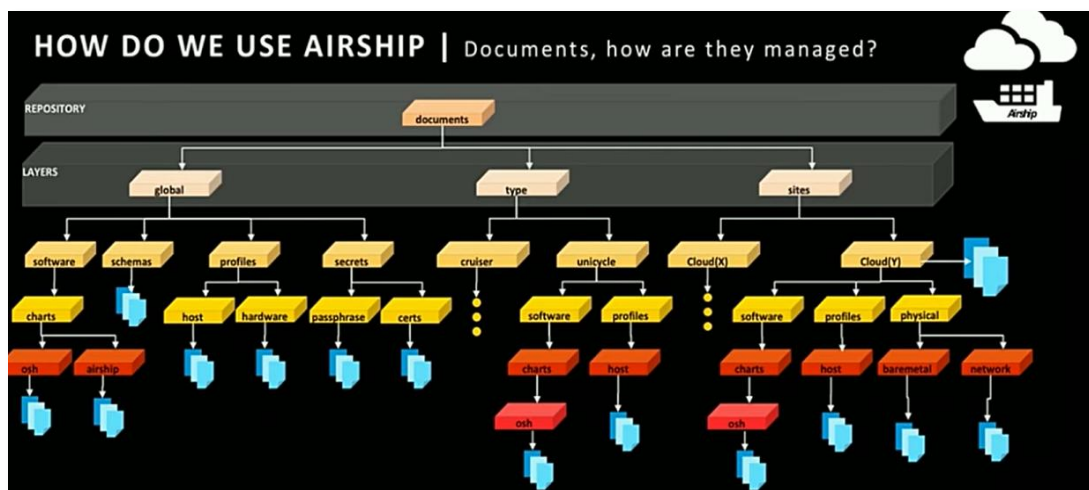 HOW DO WE USE AIRSHIP | Documents, how are they managed?
Airship
REPOSITORY
documents
LAYERS
global
type
sites
software
schemas
profiles
secrets
cruiser
unicycle
Cloud(X)
Cloud(Y)
charts
host
hardware
passphrase
certs
software
profiles
software
profiles
physical
osh
airship
charts
host
charts
host
baremetal
network
osh
osh